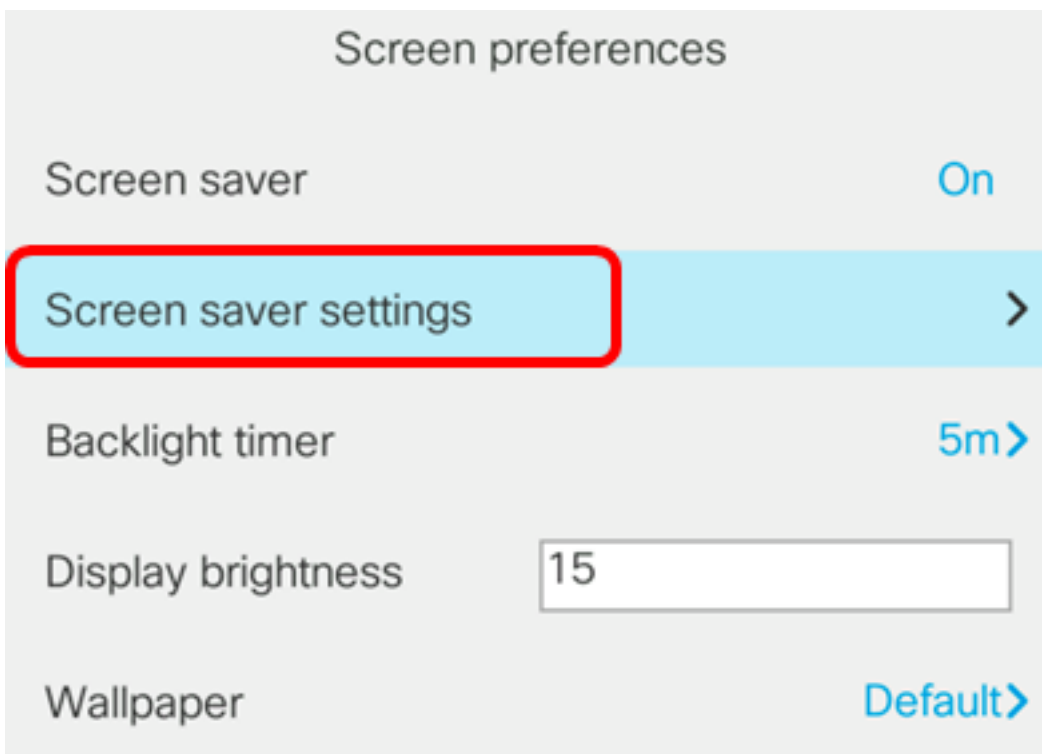 Screen preferences
Screen saver On
Screen saver settings
Backlight timer 5m
Display brightness 15
Wallpaper Default